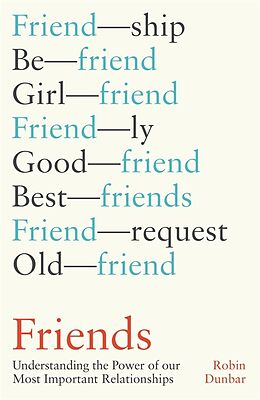 Friend—ship
Be—friend
Girl—friend
Friend—ly
Good—friend
Best—friends
Friend—request
Old—friend
Friends
Understanding the Power of our
Most Important Relationships
Robin
Dunbar